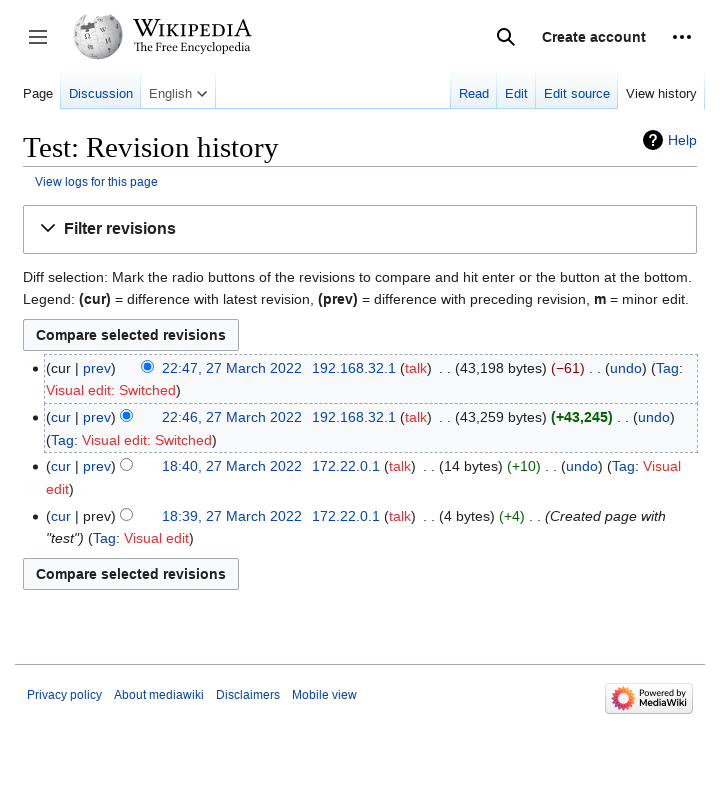 WIKIPEDIA
The Free Encyclopedia
Create account
Page Discussion English Read Edit Edit source View history
Test: Revision history
Help
View logs for this page
Filter revisions
Diff selection: Mark the radio buttons of the revisions to compare and hit enter or the button at the bottom.
Legend: (cur) = difference with latest revision, (prev) = difference with preceding revision, m = minor edit.
Compare selected revisions
(cur | prev) 22:47, 27 March 2022 192.168.32.1 (talk) . . (43,198 bytes) (−61) . . (undo) (Tag:
Visual edit: Switched)
(cur | prev) 22:46, 27 March 2022 192.168.32.1 (talk) . . (43,259 bytes) (+43,245) . . (undo)
(Tag: Visual edit: Switched)
(cur | prev) 18:40, 27 March 2022 172.22.0.1 (talk) . . (14 bytes) (+10) . . (undo) (Tag: Visual
edit)
(cur | prev) 18:39, 27 March 2022 172.22.0.1 (talk) . . (4 bytes) (+4) . . (Created page with
"test") (Tag: Visual edit)
Compare selected revisions
Privacy policy About mediawiki Disclaimers Mobile view
Powered by
MediaWiki